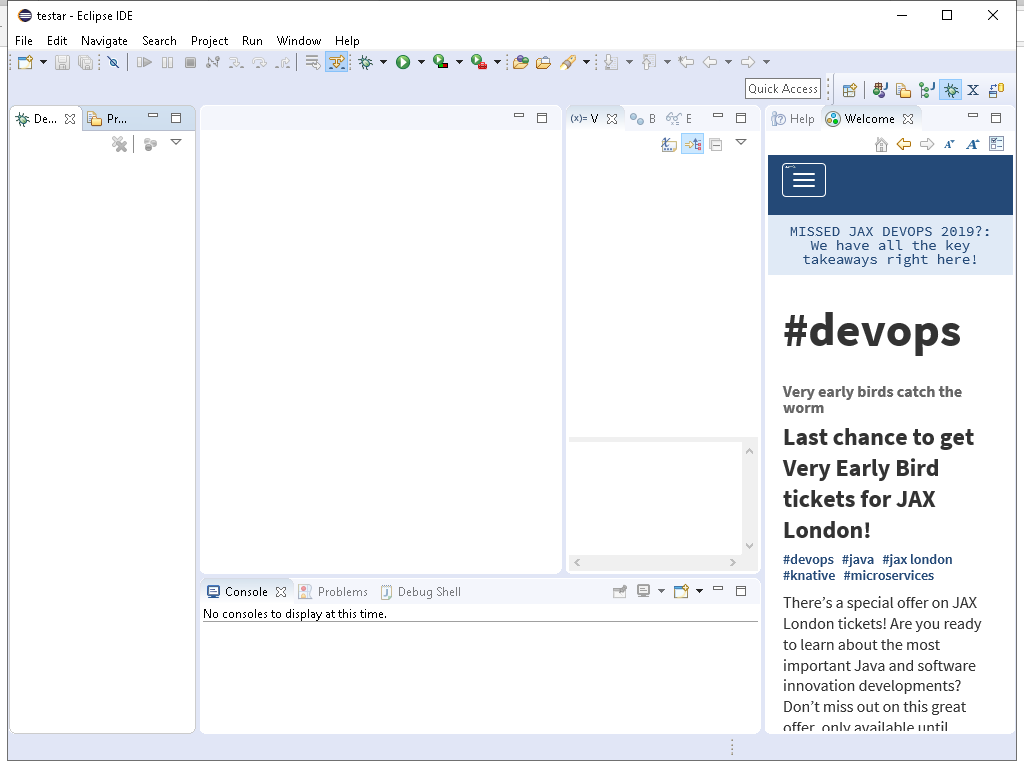 testar - Eclipse IDE
File Edit Navigate Search Project Run Window Help
Quick Access
De...
Pr...
(x)= V
B
E
Help
Welcome
MISSED JAX DEVOPS 2019?:
We have all the key
takeaways right here!
#devops
Very early birds catch the
worm
Last chance to get
Very Early Bird
tickets for JAX
London!
#devops #java #jax london
#knative #microservices
There’s a special offer on JAX
London tickets! Are you ready
to learn about the most
important Java and software
innovation developments?
Don’t miss out on this great
offer, only available until
Console
Problems
Debug Shell
No consoles to display at this time.